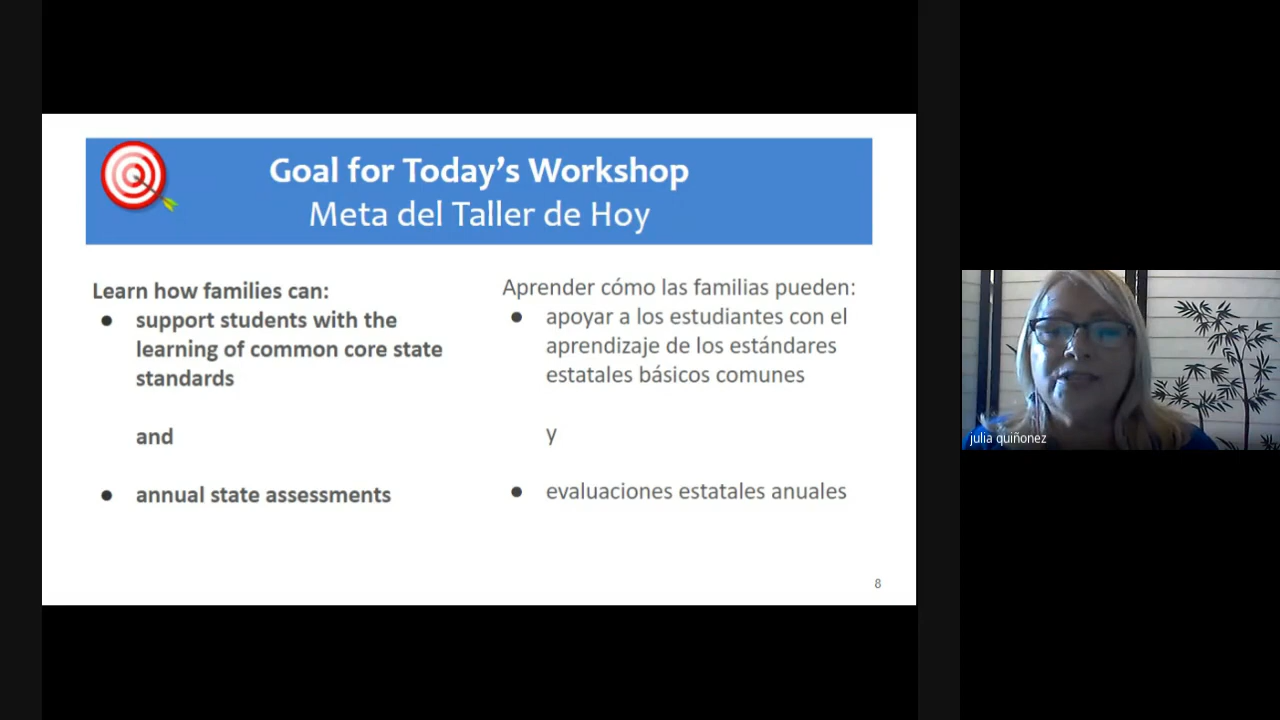 Goal for Today's Workshop
Meta del Taller de Hoy
Learn how families can:
● support students with the
learning of common core state
standards
and
● annual state assessments
Aprender cómo las familias pueden:
● apoyar a los estudiantes con el
aprendizaje de los estándares
estatales básicos comunes
y
● evaluaciones estatales anuales
8
julia quiñonez